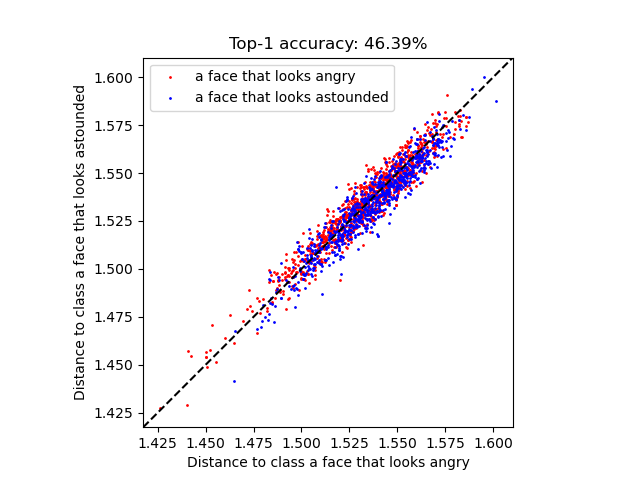 Top-1 accuracy: 46.39%
a face that looks angry
a face that looks astounded
Distance to class a face that looks astounded
1.600
1.575
1.550
1.525
1.500
1.475
1.450
1.425
1.425 1.450 1.475 1.500 1.525 1.550 1.575 1.600
Distance to class a face that looks angry